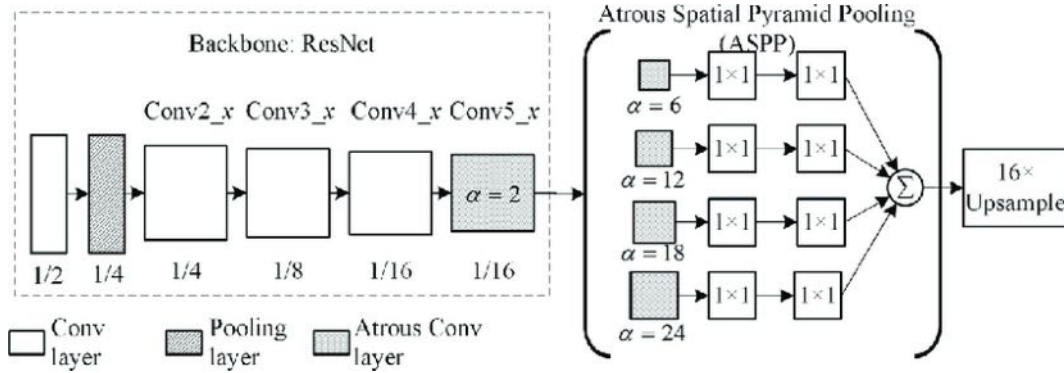 Backbone: ResNet
Conv2_x Conv3_x Conv4_x Conv5_x
α = 2
1/2 1/4 1/4 1/8 1/16 1/16
Conv
layer
Pooling
layer
Atrous Conv
layer
Atrous Spatial Pyramid Pooling
(ASPP)
1×1 1×1
α = 6
1×1 1×1
α = 12
1×1 1×1
α = 18
1×1 1×1
α = 24
Σ
16×
Upsample